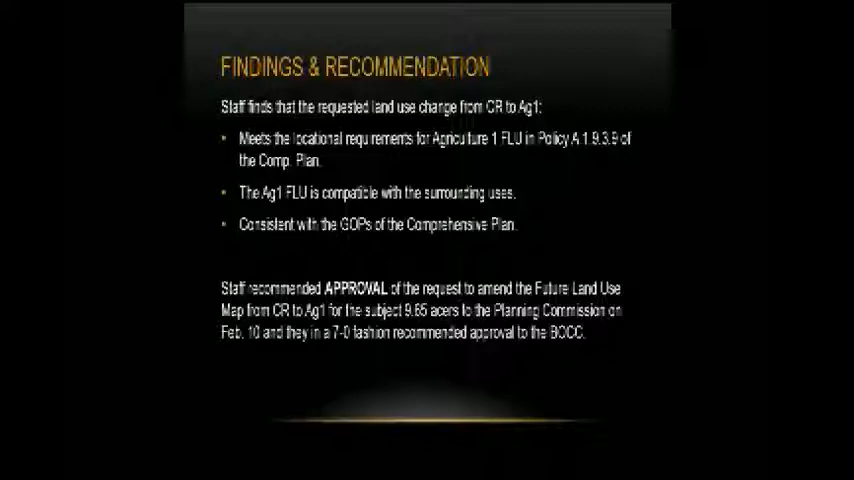 FINDINGS & RECOMMENDATION
Staff finds that the requested land use change from CR to Ag1:
• Meets the locational requirements for Agriculture 1 FLU in Policy A.1.9.3.9 of
the Comp. Plan.
• The Ag1 FLU is compatible with the surrounding uses.
• Consistent with the GOPs of the Comprehensive Plan.
Staff recommended APPROVAL of the request to amend the Future Land Use
Map from CR to Ag1 for the subject 9.65 acers to the Planning Commission on
Feb. 10 and they in a 7-0 fashion recommended approval to the BOCC.